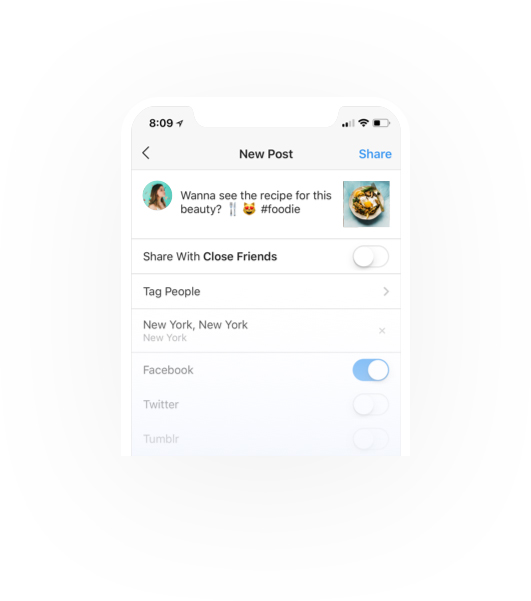 8:09
New Post
Share
Wanna see the recipe for this
beauty? 🍴 😻 #foodie
Share With Close Friends
Tag People
New York, New York
New York
Facebook
Twitter
Tumblr